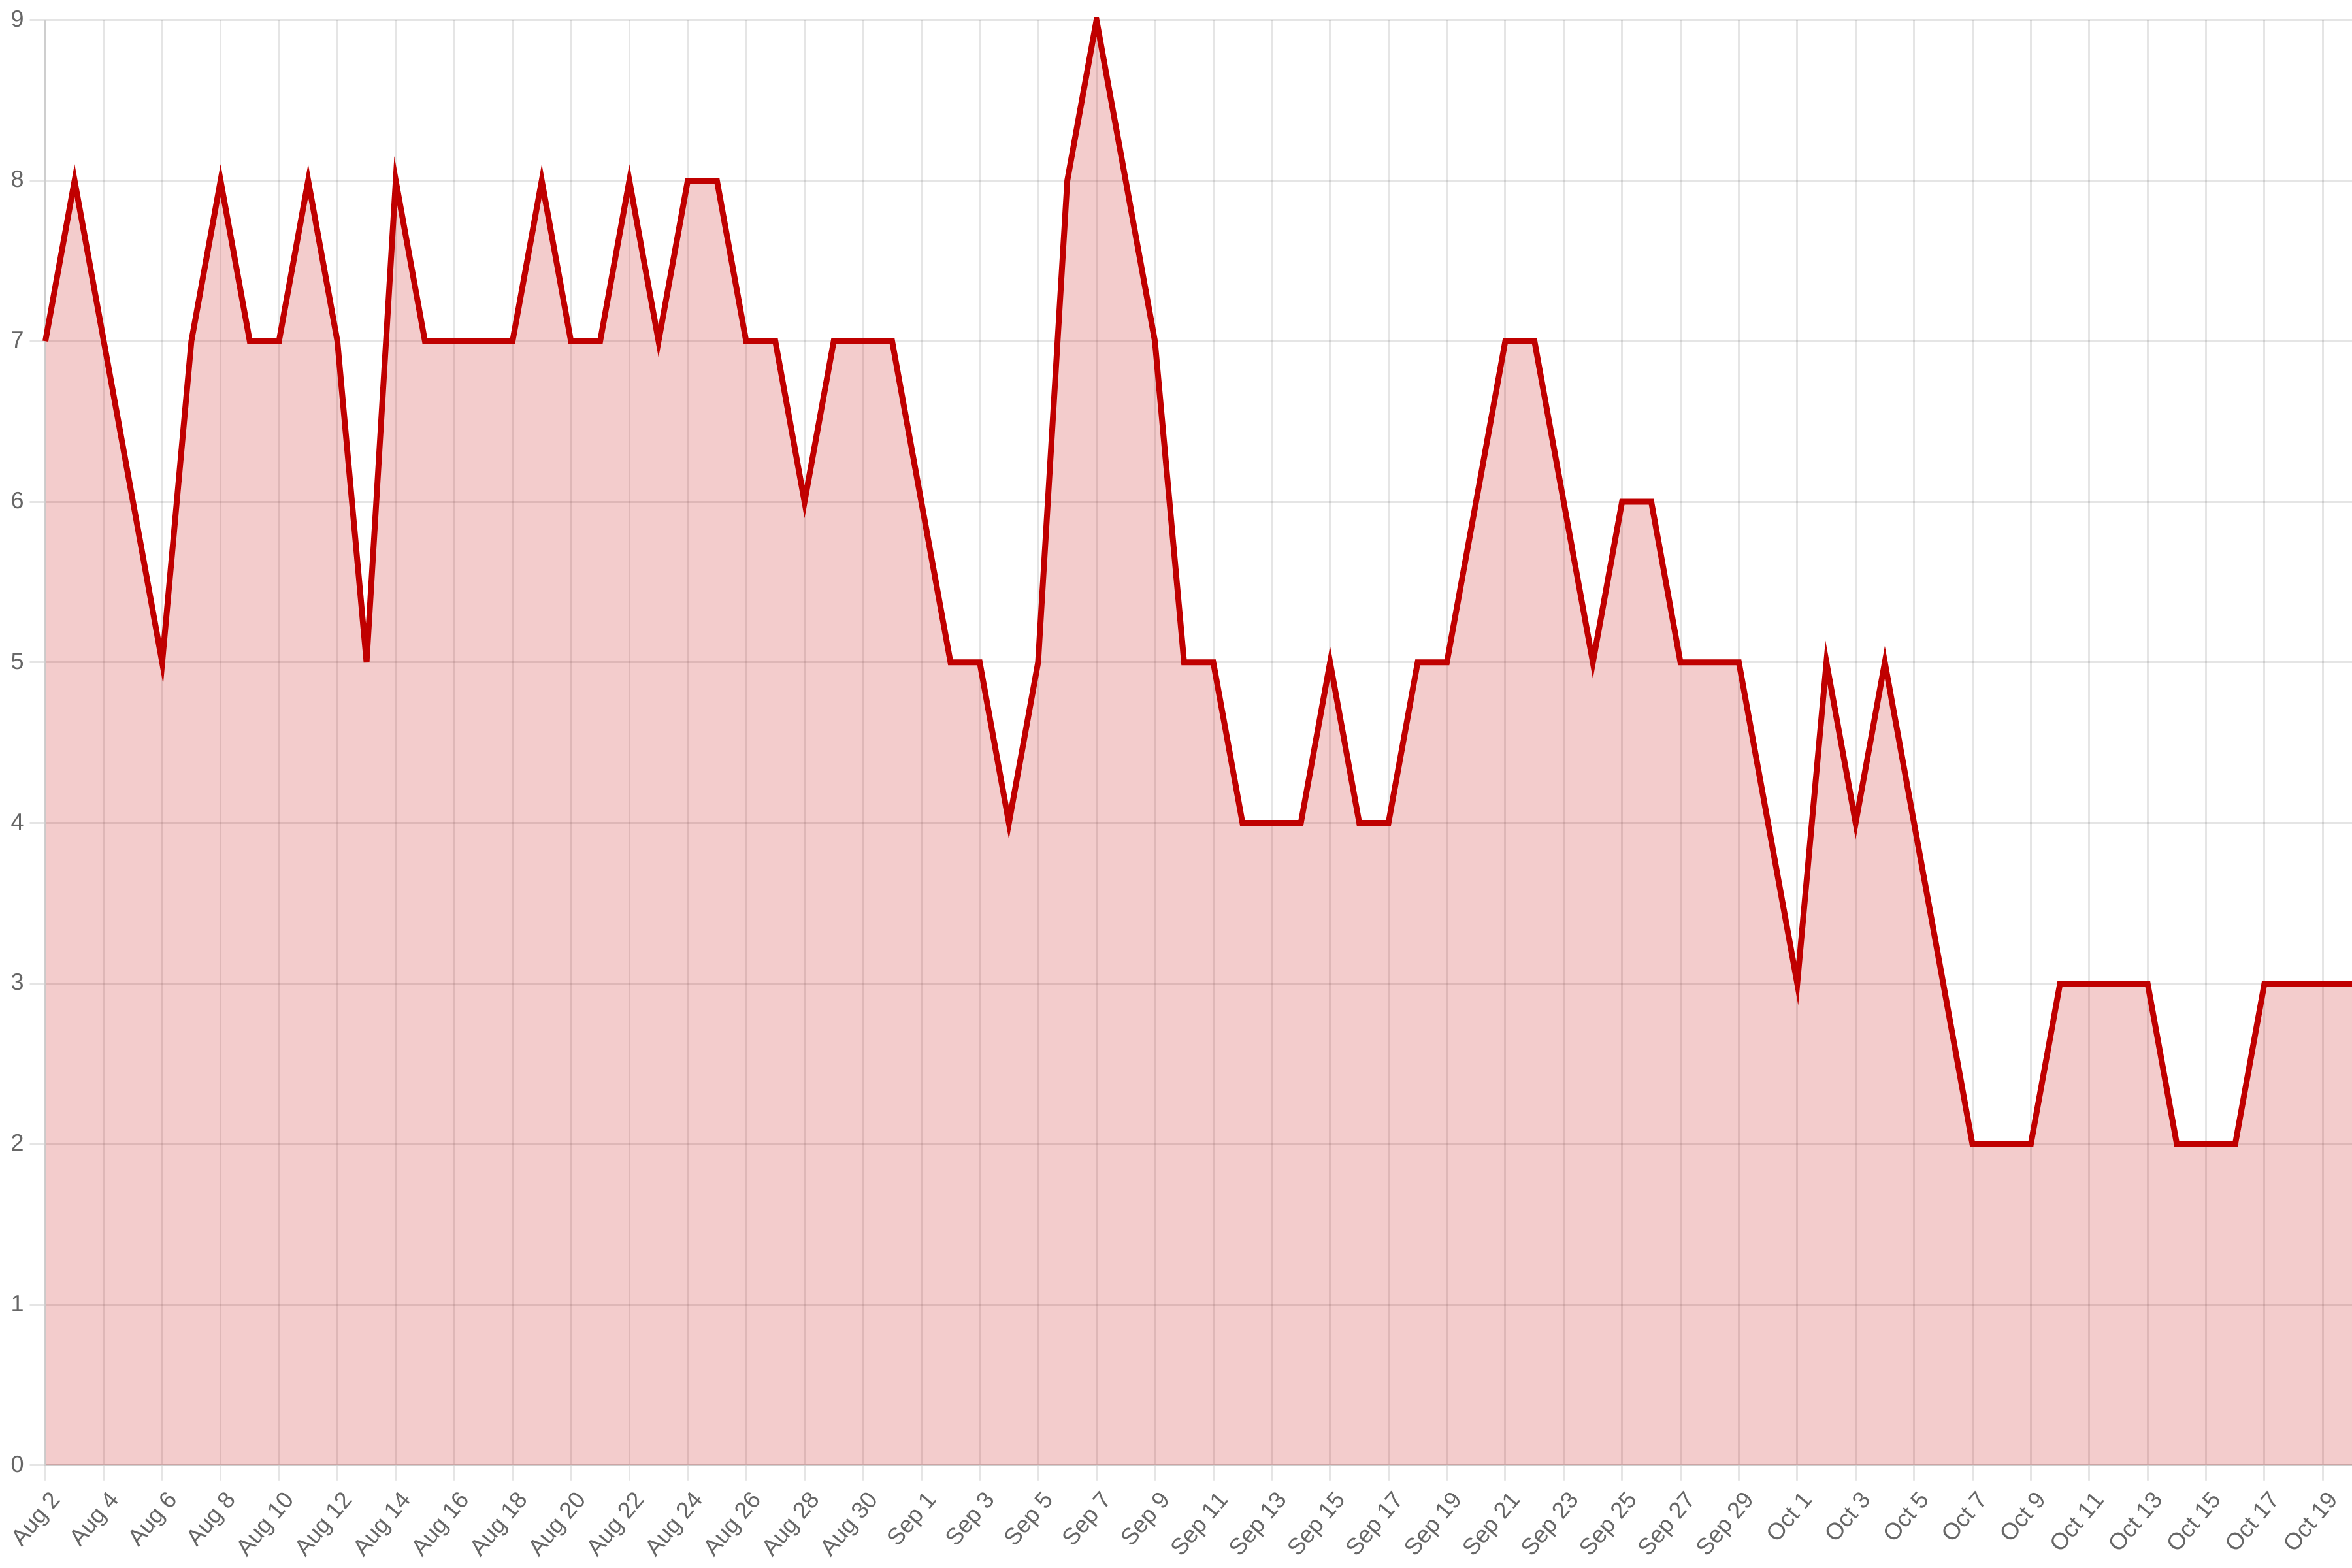 9
8
7
6
5
4
3
2
1
0
Aug 2
Aug 4
Aug 6
Aug 8
Aug 10
Aug 12
Aug 14
Aug 16
Aug 18
Aug 20
Aug 22
Aug 24
Aug 26
Aug 28
Aug 30
Sep 1
Sep 3
Sep 5
Sep 7
Sep 9
Sep 11
Sep 13
Sep 15
Sep 17
Sep 19
Sep 21
Sep 23
Sep 25
Sep 27
Sep 29
Oct 1
Oct 3
Oct 5
Oct 7
Oct 9
Oct 11
Oct 13
Oct 15
Oct 17
Oct 19